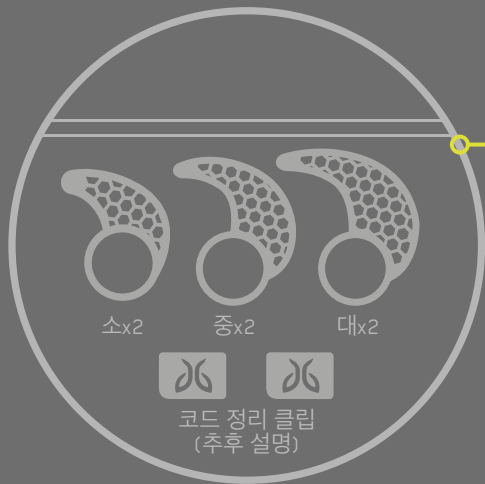 소x2
중x2
대x2
코드 정리 클립
(추후 설명)